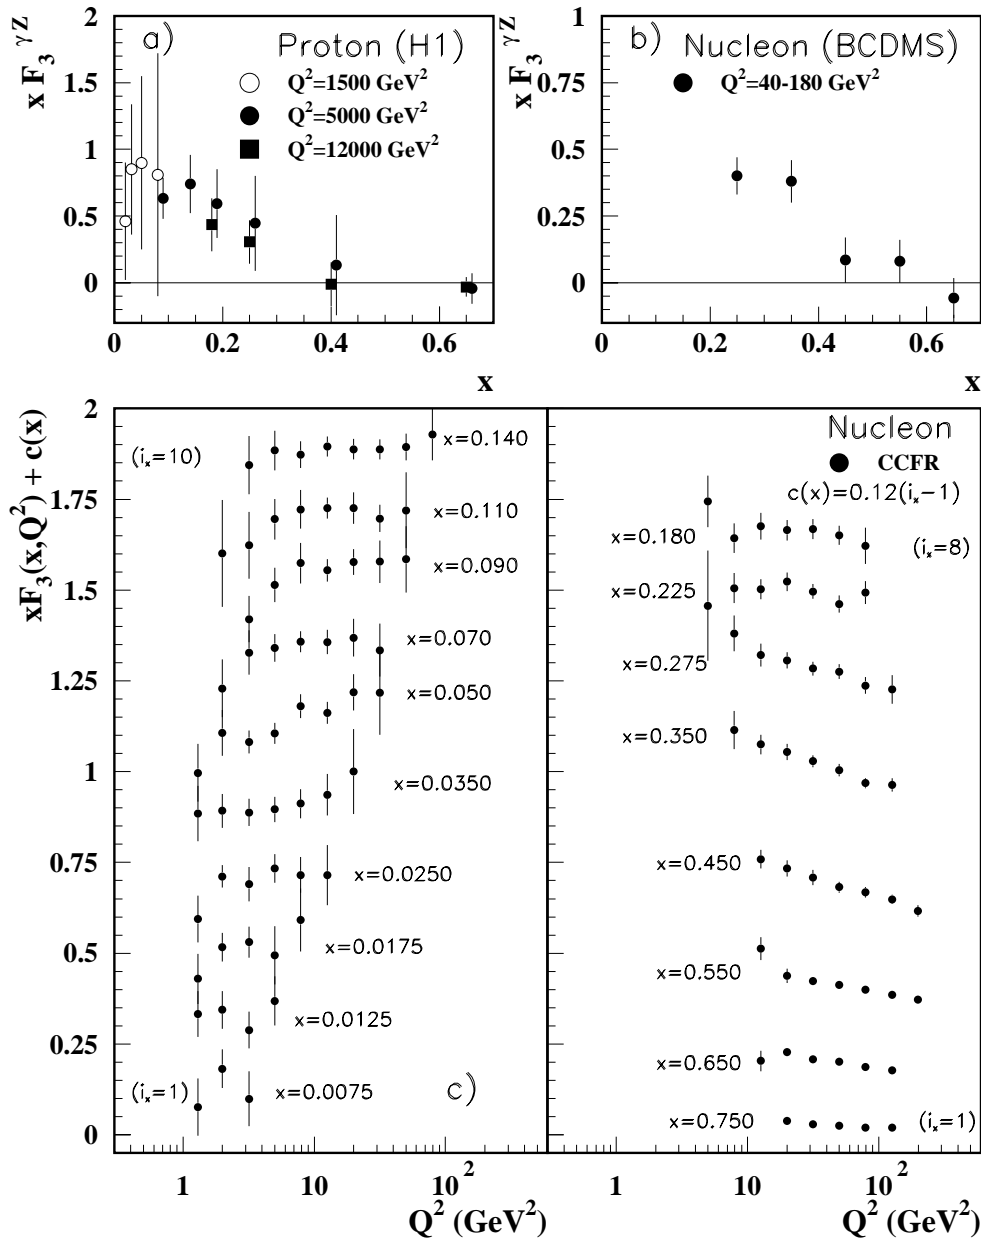 x F₃ ^γZ
2
1.5
1
0.5
0
a)
Proton (H1)
Q²=1500 GeV²
Q²=5000 GeV²
Q²=12000 GeV²
0 0.2 0.4 0.6
x
x F₃ ^γZ
1
0.75
0.5
0.25
0
b)
Nucleon (BCDMS)
Q²=40-180 GeV²
0 0.2 0.4 0.6
x
xF₃(x,Q²) + c(x)
2
1.75
1.5
1.25
1
0.75
0.5
0.25
0
(iₓ=10)
x=0.140
x=0.110
x=0.090
x=0.070
x=0.050
x=0.0350
x=0.0250
x=0.0175
x=0.0125
x=0.0075
(iₓ=1)
c)
1 10 10²
Q² (GeV²)
Nucleon
CCFR
c(x)=0.12(iₓ−1)
x=0.180
(iₓ=8)
x=0.225
x=0.275
x=0.350
x=0.450
x=0.550
x=0.650
x=0.750
(iₓ=1)
1 10 10²
Q² (GeV²)